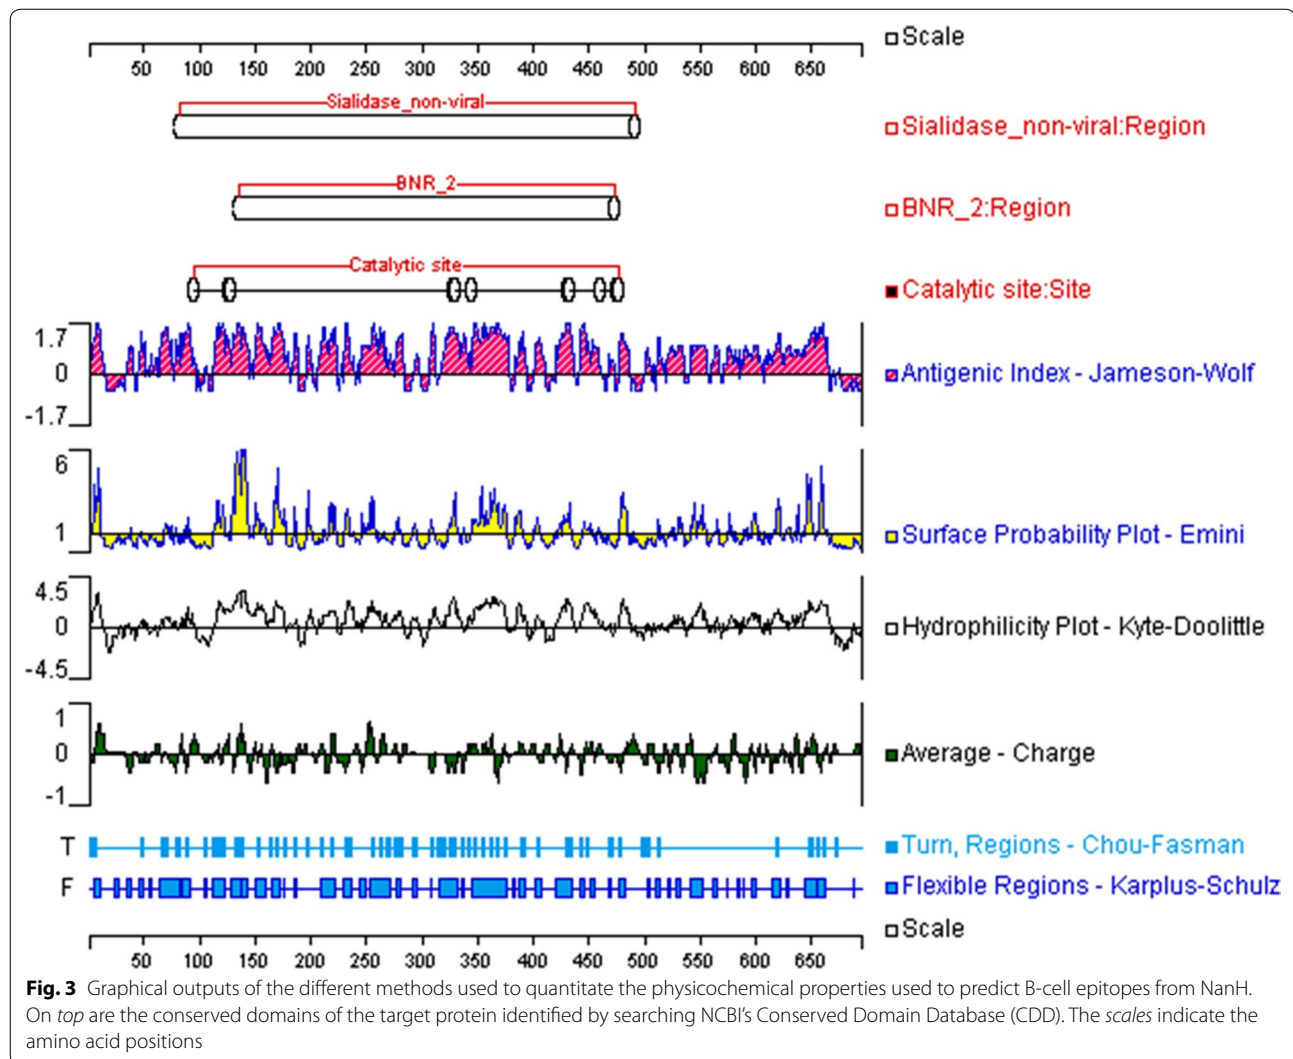 Scale
50 100 150 200 250 300 350 400 450 500 550 600 650
Sialidase_non-viral
Sialidase_non-viral:Region
BNR_2
BNR_2:Region
Catalytic site
Catalytic site:Site
1.7
0
-1.7
Antigenic Index - Jameson-Wolf
6
1
Surface Probability Plot - Emini
4.5
0
-4.5
Hydrophilicity Plot - Kyte-Doolittle
1
0
-1
Average - Charge
T
Turn, Regions - Chou-Fasman
F
Flexible Regions - Karplus-Schulz
Scale
50 100 150 200 250 300 350 400 450 500 550 600 650
Fig. 3 Graphical outputs of the different methods used to quantitate the physicochemical properties used to predict B-cell epitopes from NanH.
On top are the conserved domains of the target protein identified by searching NCBI's Conserved Domain Database (CDD). The scales indicate the
amino acid positions